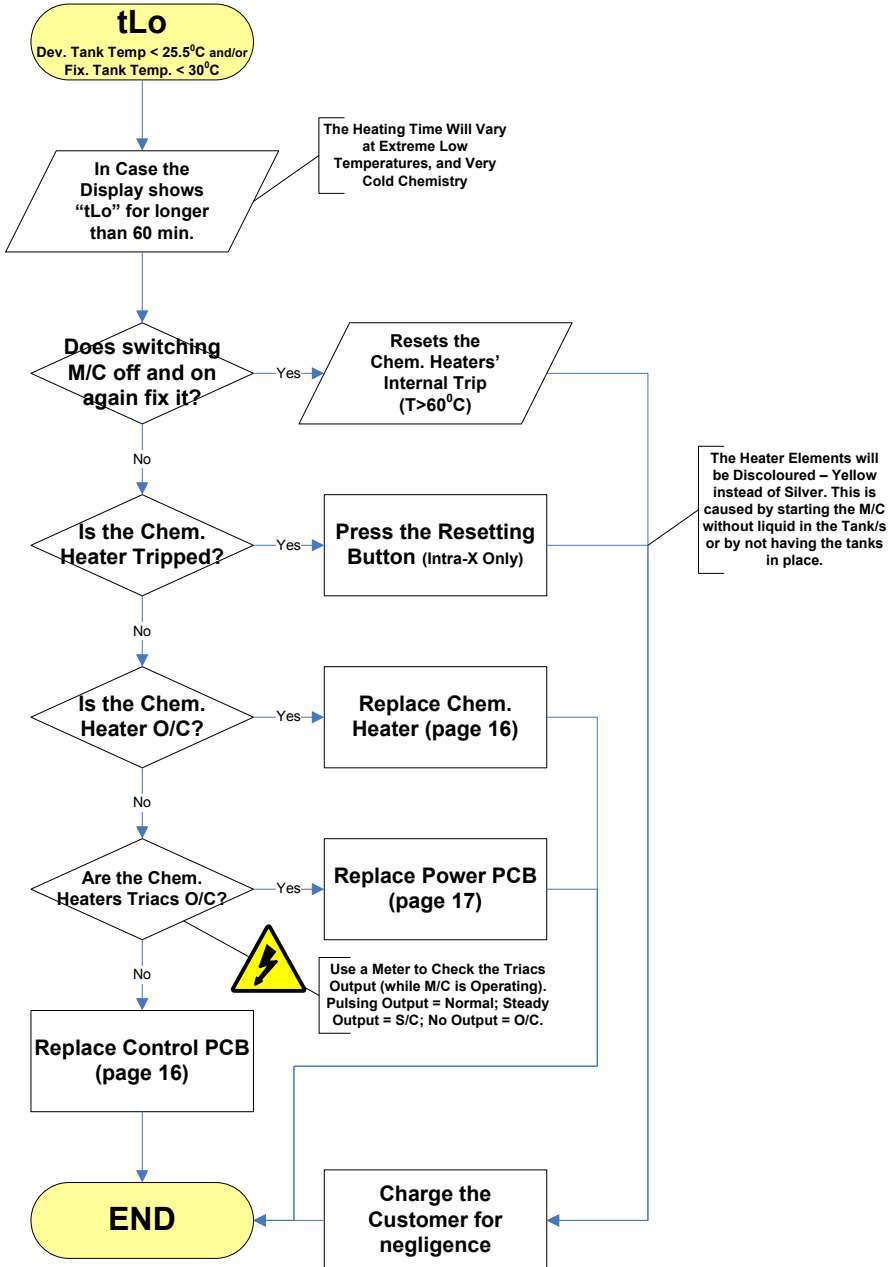 tLo
Dev. Tank Temp < 25.5⁰C and/or
Fix. Tank Temp. < 30⁰C
The Heating Time Will Vary
at Extreme Low
Temperatures, and Very
Cold Chemistry
In Case the
Display shows
“tLo” for longer
than 60 min.
Does switching
M/C off and on
again fix it?
Yes
Resets the
Chem. Heaters’
Internal Trip
(T>60⁰C)
No
The Heater Elements will
be Discoloured – Yellow
instead of Silver. This is
caused by starting the M/C
without liquid in the Tank/s
or by not having the tanks
in place.
Is the Chem.
Heater Tripped?
Yes
Press the Resetting
Button (Intra-X Only)
No
Is the Chem.
Heater O/C?
Yes
Replace Chem.
Heater (page 16)
No
Are the Chem.
Heaters Triacs O/C?
Yes
Replace Power PCB
(page 17)
No
Use a Meter to Check the Triacs
Output (while M/C is Operating).
Pulsing Output = Normal; Steady
Output = S/C; No Output = O/C.
Replace Control PCB
(page 16)
END
Charge the
Customer for
negligence